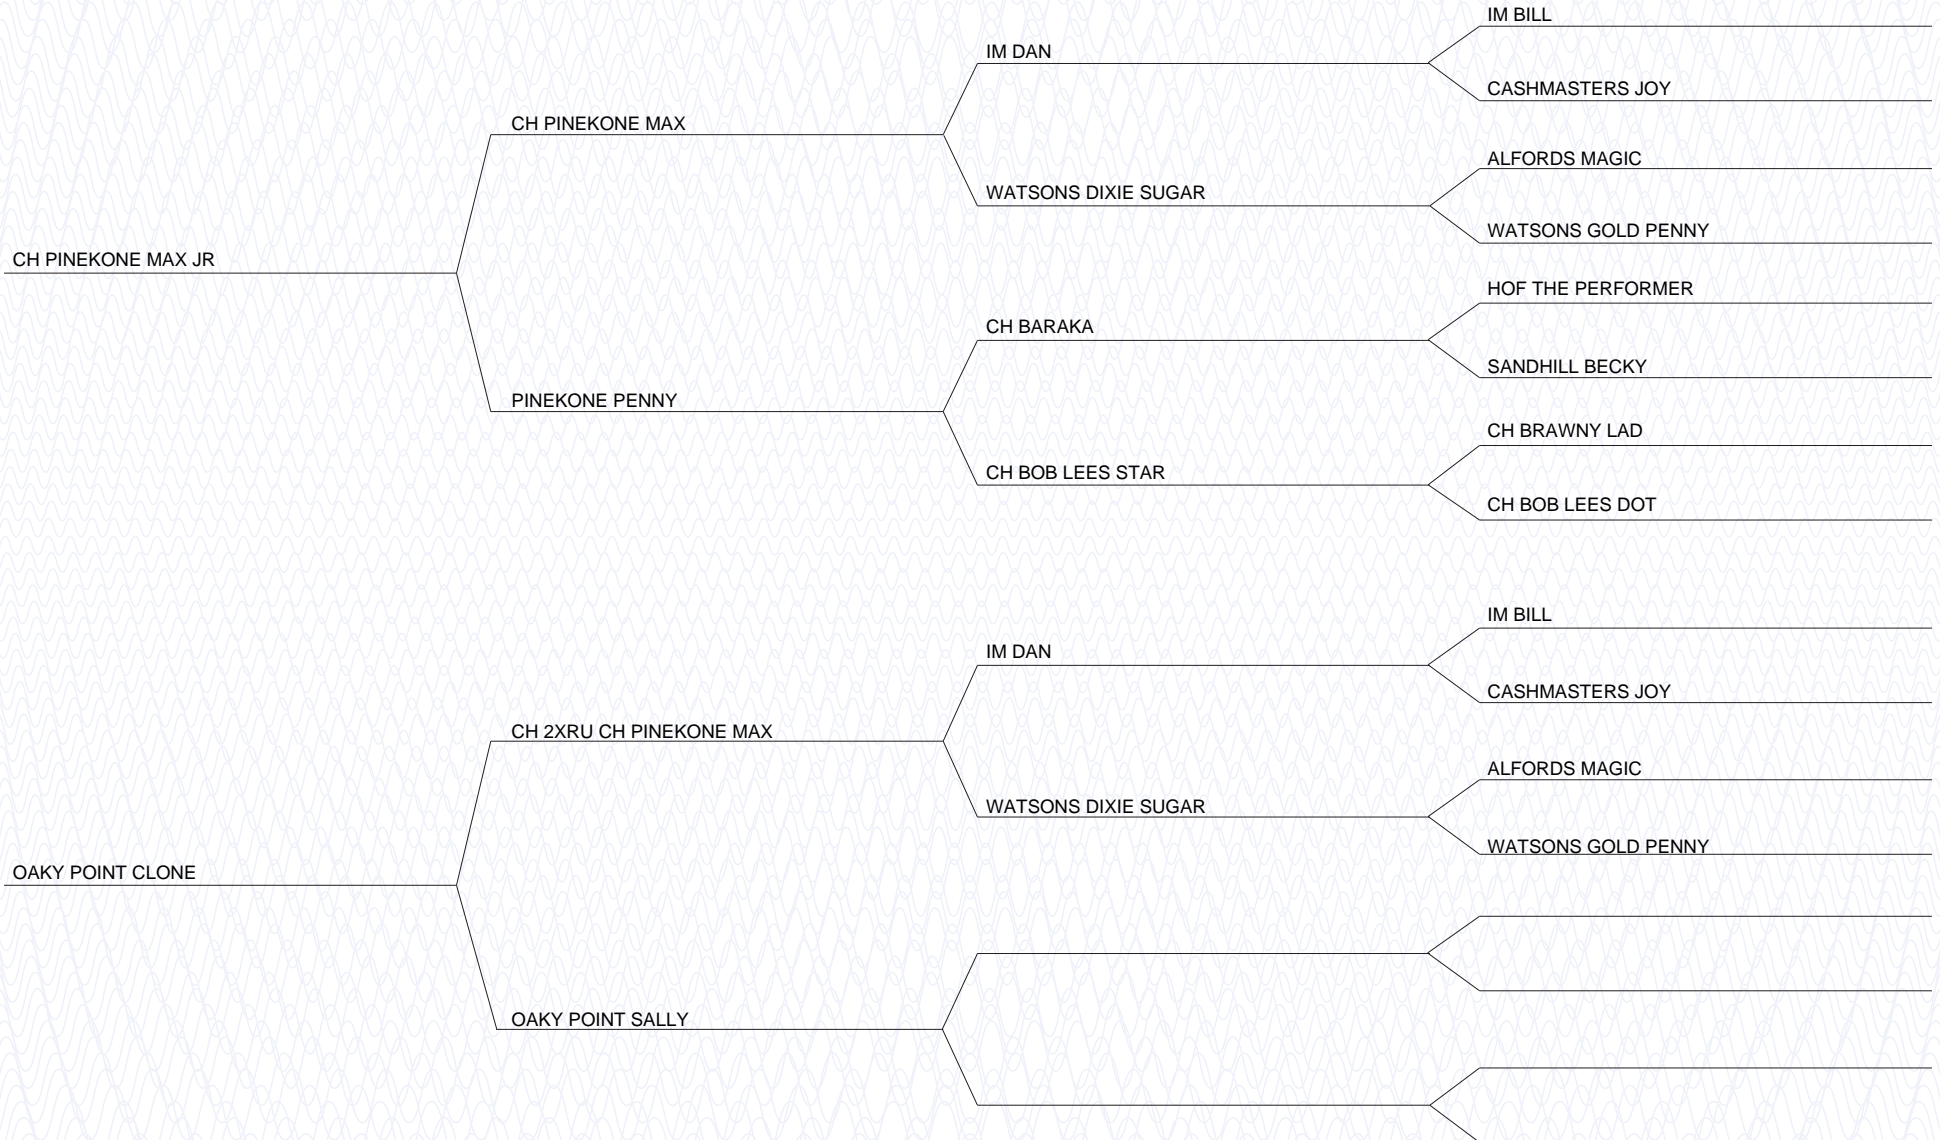 IM BILL
IM DAN
CASHMASTERS JOY
CH PINEKONE MAX
ALFORDS MAGIC
WATSONS DIXIE SUGAR
WATSONS GOLD PENNY
CH PINEKONE MAX JR
HOF THE PERFORMER
CH BARAKA
SANDHILL BECKY
PINEKONE PENNY
CH BRAWNY LAD
CH BOB LEES STAR
CH BOB LEES DOT
IM BILL
IM DAN
CASHMASTERS JOY
CH 2XRU CH PINEKONE MAX
ALFORDS MAGIC
WATSONS DIXIE SUGAR
WATSONS GOLD PENNY
OAKY POINT CLONE
OAKY POINT SALLY